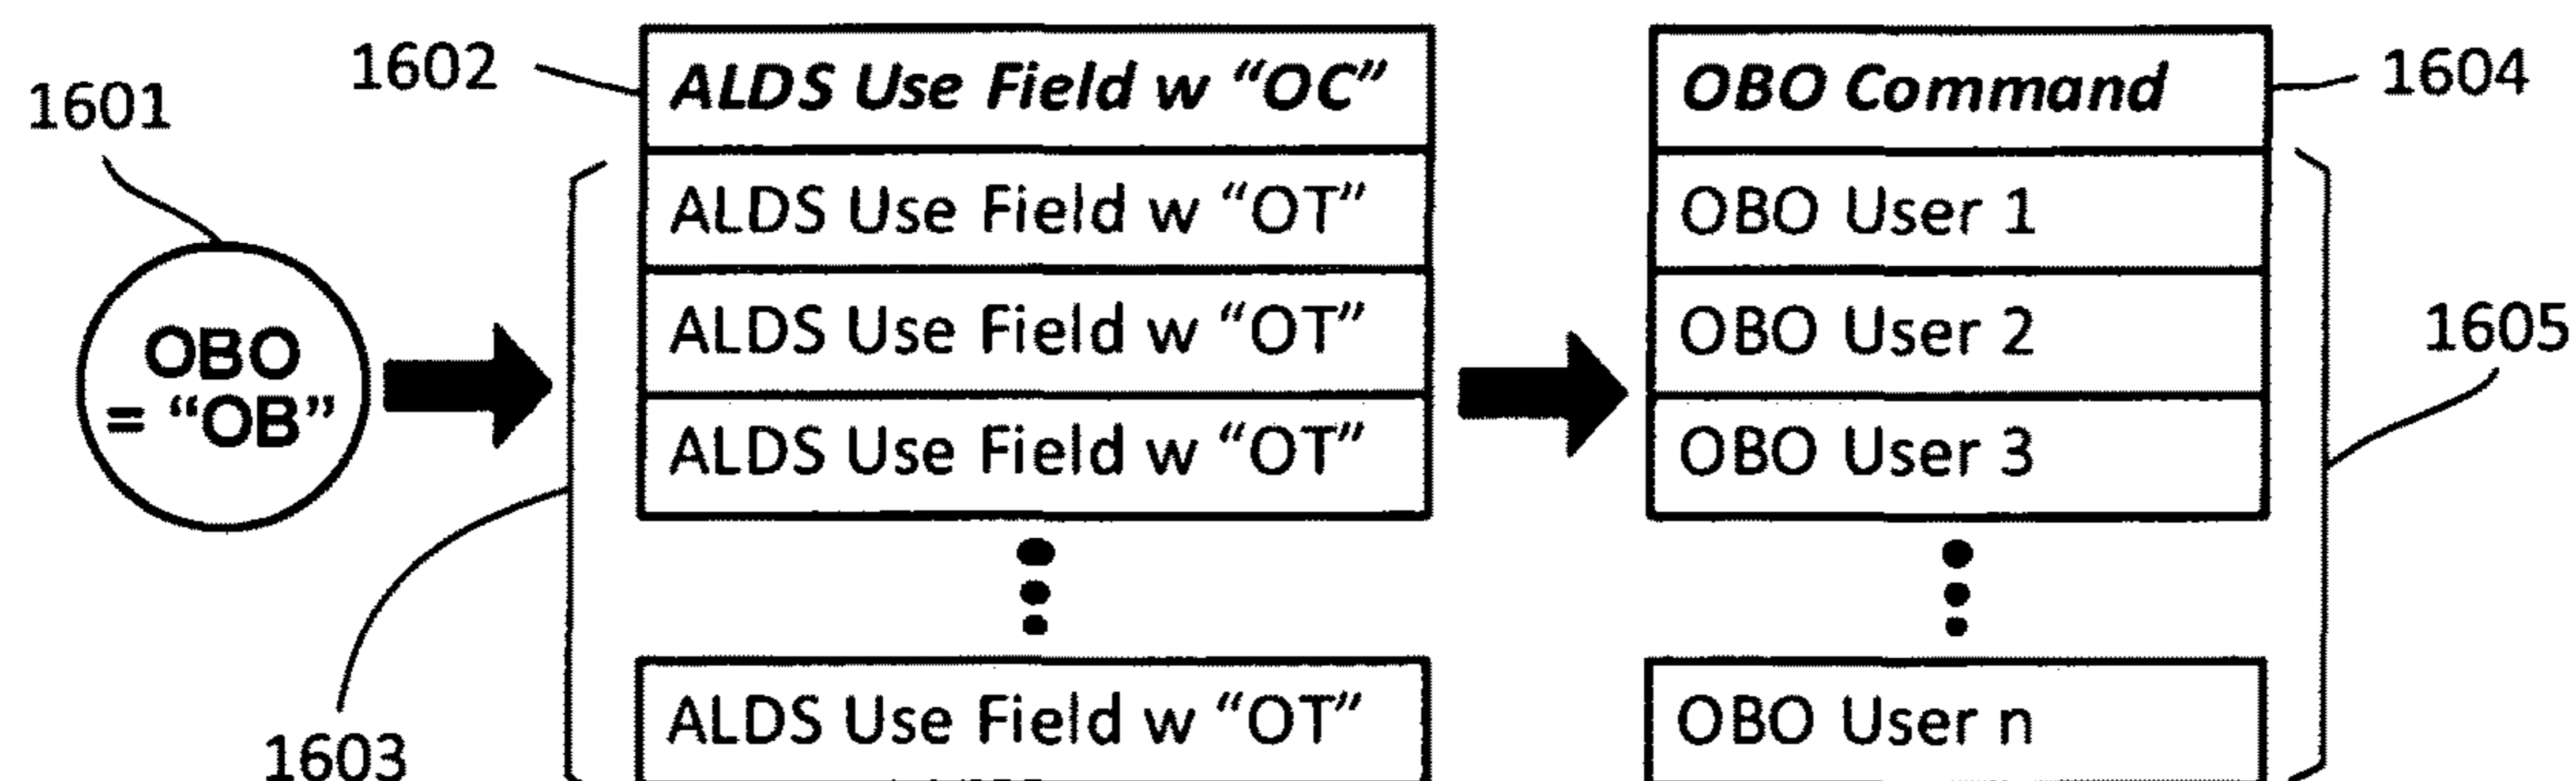 1601
1602
ALDS Use Field w “OC”
OBO Command
1604
ALDS Use Field w “OT”
OBO User 1
OBO
= “OB”
ALDS Use Field w “OT”
OBO User 2
1605
ALDS Use Field w “OT”
OBO User 3
1603
ALDS Use Field w “OT”
OBO User n